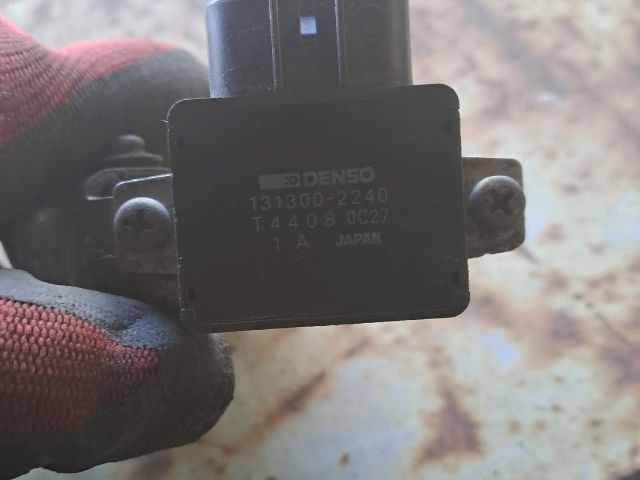 DENSO
131300-2240
T4408 0C27
1A JAPAN